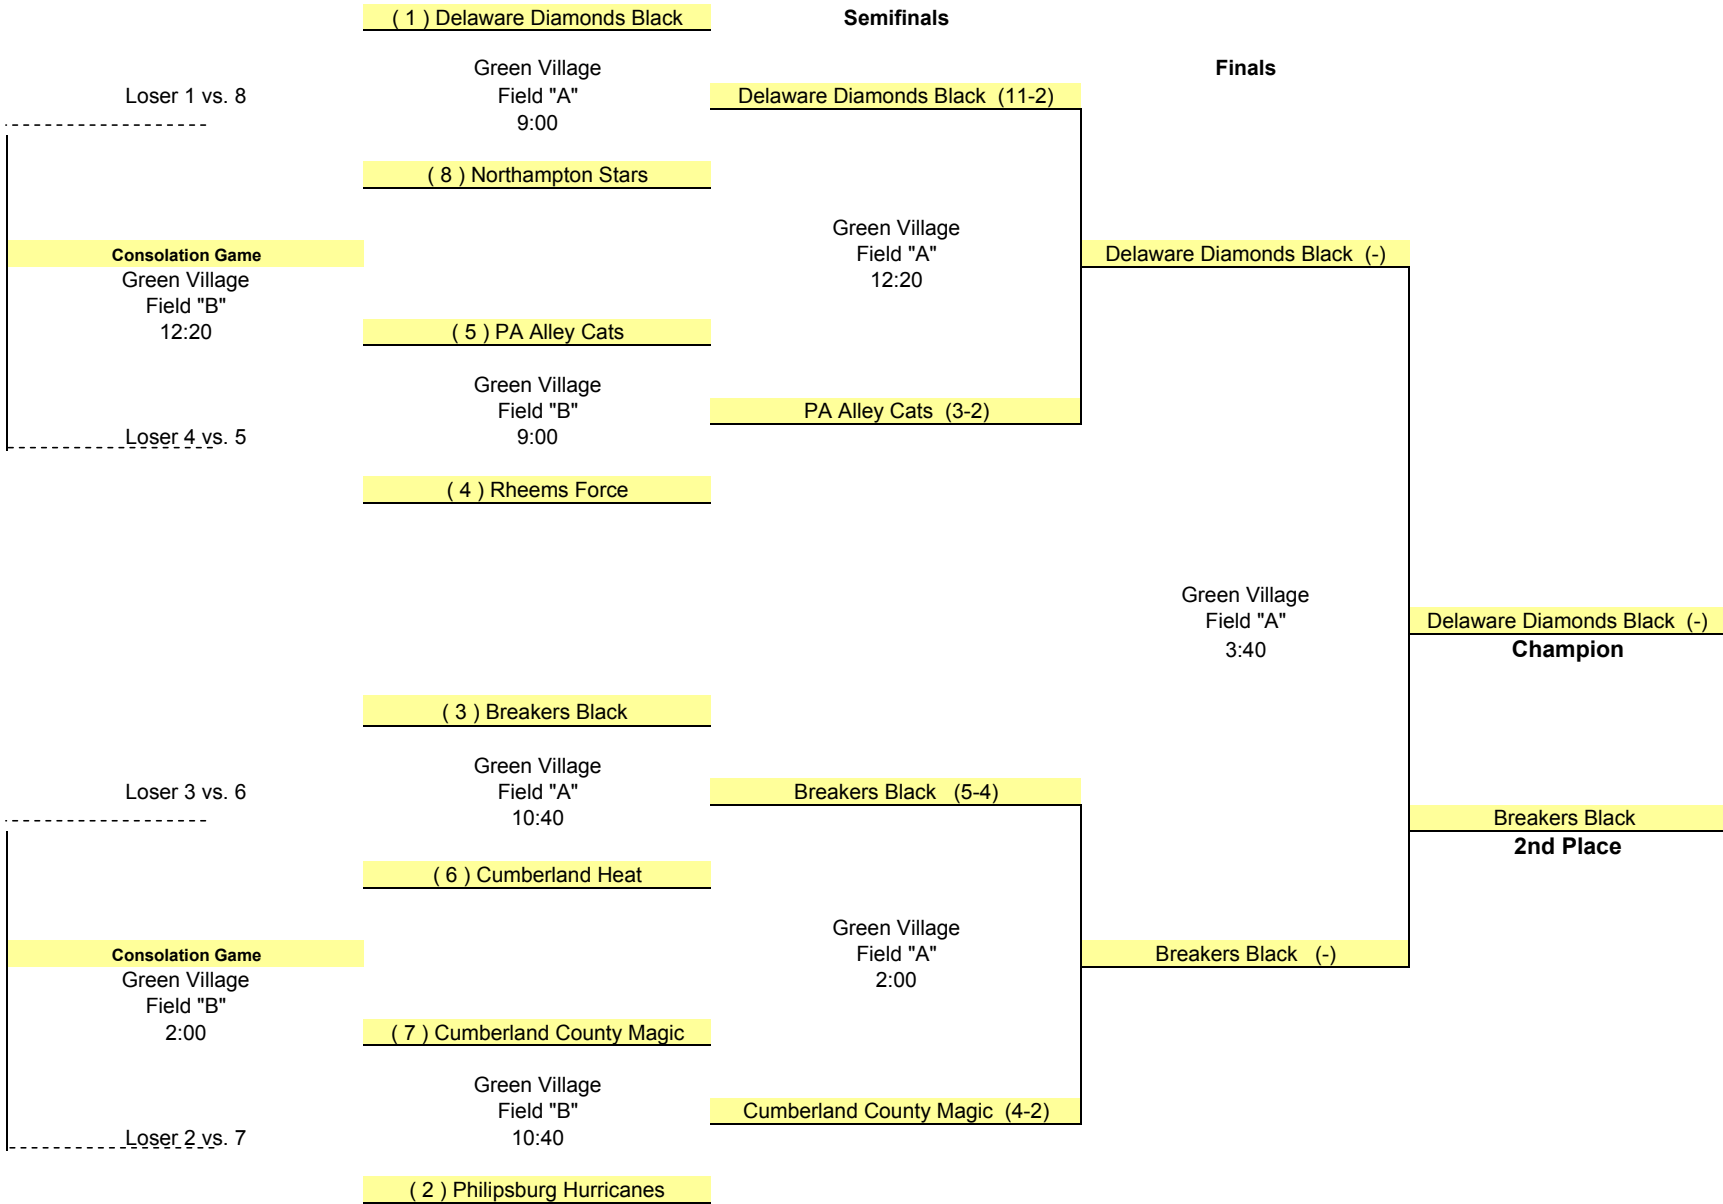 ( 1 ) Delaware Diamonds Black
Semifinals
Green Village
Finals
Loser 1 vs. 8
Field "A"
Delaware Diamonds Black (11-2)
9:00
( 8 ) Northampton Stars
Green Village
Consolation Game
Field "A"
Delaware Diamonds Black (-)
Green Village
12:20
Field "B"
12:20
( 5 ) PA Alley Cats
Green Village
Field "B"
PA Alley Cats (3-2)
Loser 4 vs. 5
9:00
( 4 ) Rheems Force
Green Village
Field "A"
Delaware Diamonds Black (-)
3:40
Champion
( 3 ) Breakers Black
Green Village
Loser 3 vs. 6
Field "A"
Breakers Black (5-4)
10:40
Breakers Black
2nd Place
( 6 ) Cumberland Heat
Green Village
Consolation Game
Field "A"
Breakers Black (-)
Green Village
2:00
Field "B"
2:00
( 7 ) Cumberland County Magic
Green Village
Field "B"
Cumberland County Magic (4-2)
Loser 2 vs. 7
10:40
( 2 ) Philipsburg Hurricanes